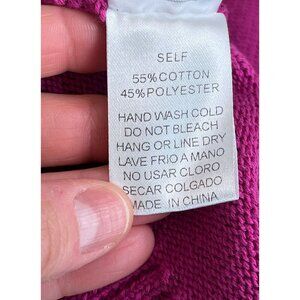 SELF
55%COTTON
45%POLYESTER
HAND WASH COLD
DO NOT BLEACH
HANG OR LINE DRY
LAVE FRIO A MANO
NO USAR CLORO
SECAR COLGADO
MADE IN CHINA